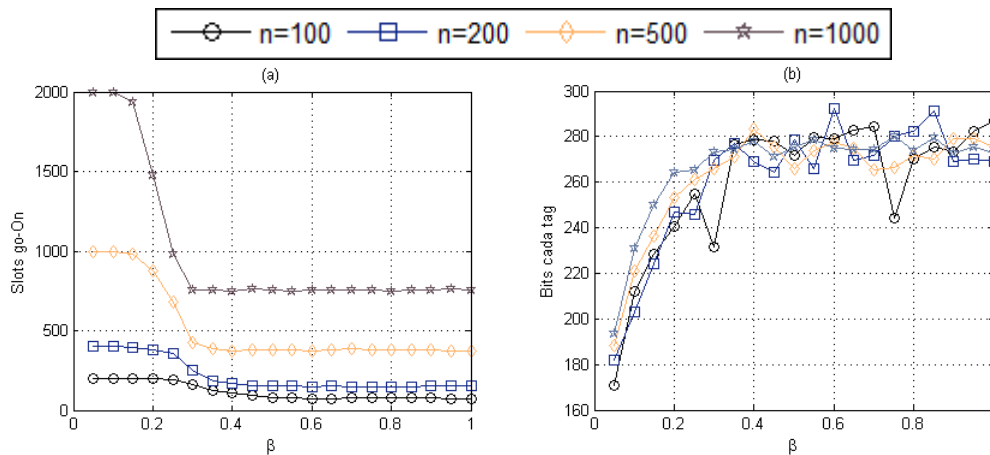 n=100 n=200 n=500 n=1000
(a)
2000
1500
1000
500
0
0 0.2 0.4 0.6 0.8 1
Slots go-On
β
(b)
300
280
260
240
220
200
180
160
0 0.2 0.4 0.6 0.8
Bits cada tag
β